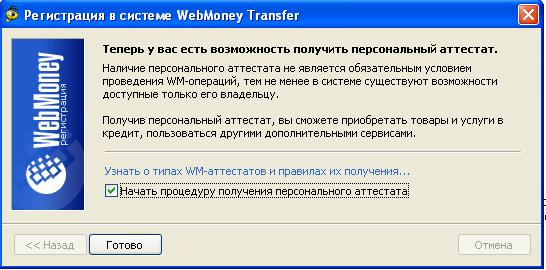 Регистрация в системе WebMoney Transfer
Теперь у вас есть возможность получить персональный аттестат.
Наличие персонального аттестата не является обязательным условием
проведения WM-операций, тем не менее в системе существуют возможности
доступные только его владельцу.
Получив персональный аттестат, вы сможете приобретать товары и услуги в
кредит, пользоваться другими дополнительными сервисами.
Узнать о типах WM-аттестатов и правилах их получения...
Начать процедуру получения персонального аттестата
WebMoney
регистрация
<< Назад
Готово
Отмена